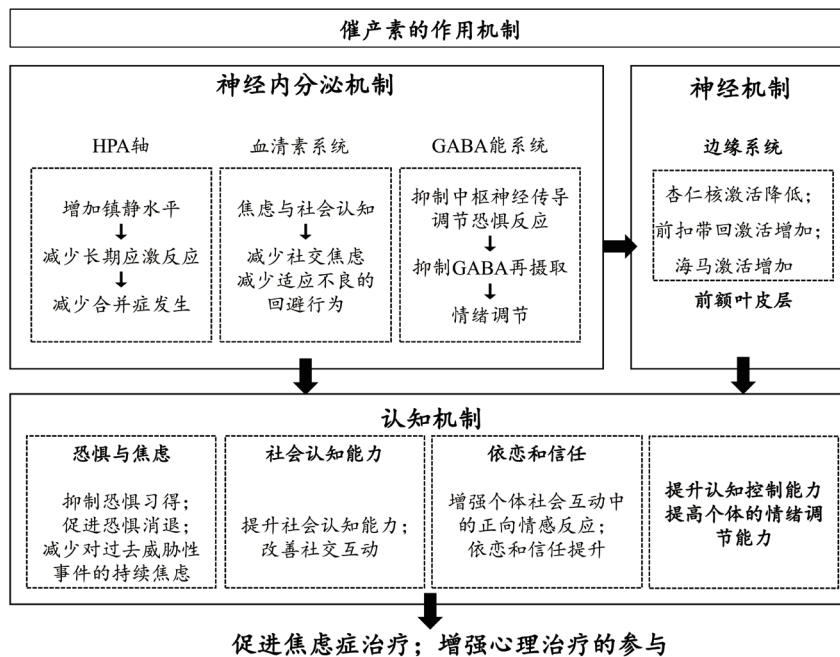 催产素的作用机制
神经内分泌机制
HPA轴
增加镇静水平
减少长期应激反应
减少合并症发生
血清素系统
焦虑与社会认知
减少社交焦虑
减少适应不良的
回避行为
GABA能系统
抑制中枢神经传导
调节恐惧反应
抑制GABA再摄取
情绪调节
神经机制
边缘系统
杏仁核激活降低；
前扣带回激活增加；
海马激活增加
前额叶皮层
认知机制
恐惧与焦虑
抑制恐惧习得；
促进恐惧消退；
减少对过去威胁性
事件的持续焦虑
社会认知能力
提升社会认知能力；
改善社交互动
依恋和信任
增强个体社会互动中
的正向情感反应；
依恋和信任提升
提升认知控制能力
提高个体的情绪调
节能力
促进焦虑症治疗；增强心理治疗的参与